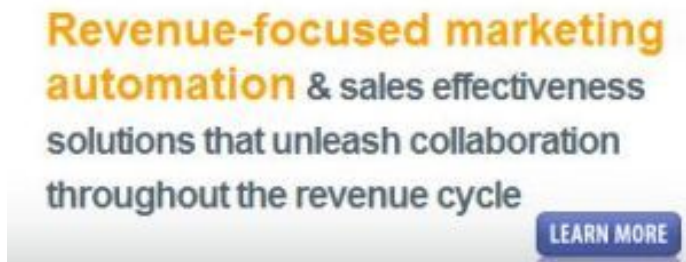 Revenue-focused marketing
automation & sales effectiveness
solutions that unleash collaboration
throughout the revenue cycle
LEARN MORE